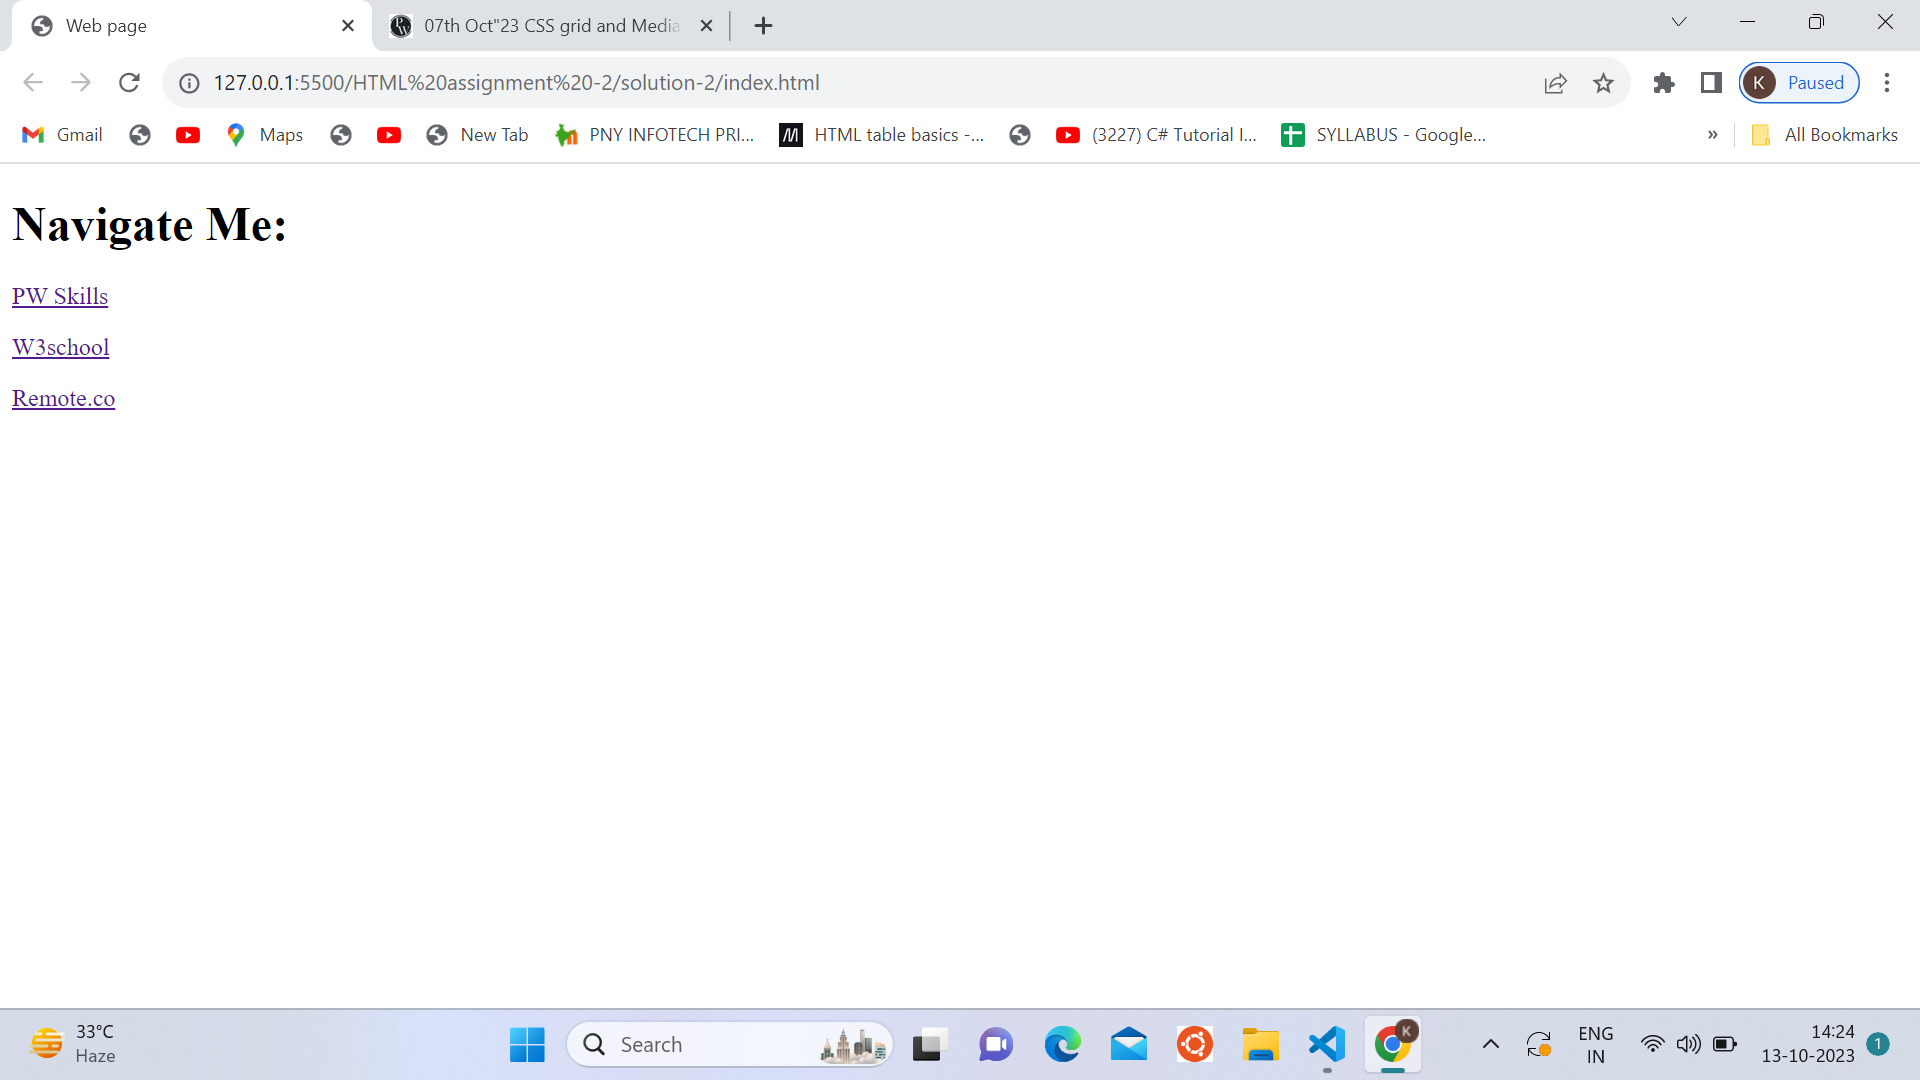 Web page
07th Oct"23 CSS grid and Media
127.0.0.1:5500/HTML%20assignment%20-2/solution-2/index.html
K Paused
Gmail Maps New Tab PNY INFOTECH PRI... HTML table basics -... (3227) C# Tutorial I... SYLLABUS - Google... » All Bookmarks
Navigate Me:
PW Skills
W3school
Remote.co
33°C
Haze
Search
K
ENG
IN
14:24
13-10-2023
1